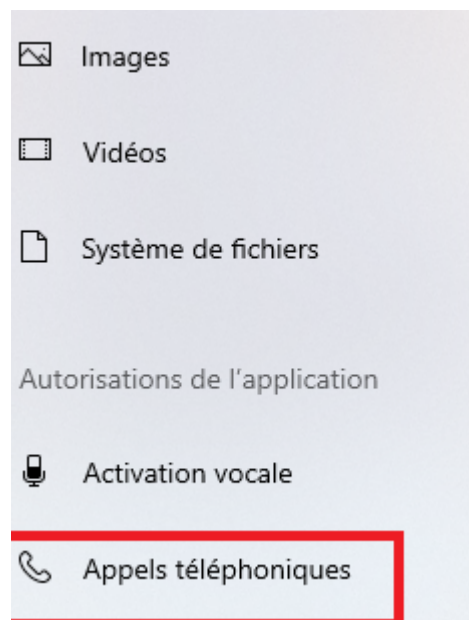 Images
Vidéos
Système de fichiers
Autorisations de l'application
Activation vocale
Appels téléphoniques